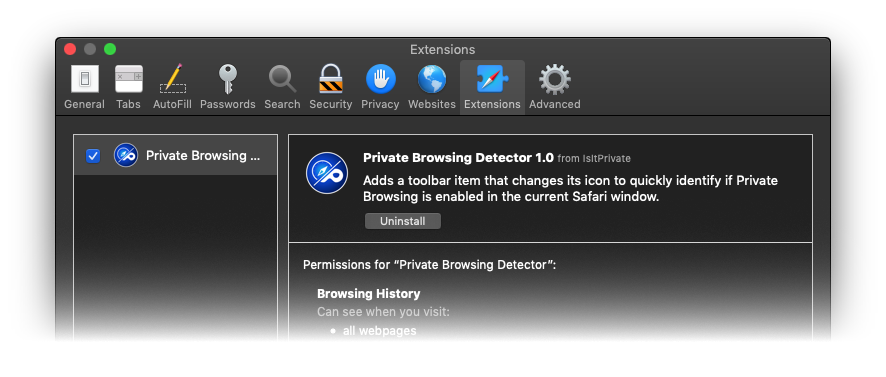 Extensions
General Tabs AutoFill Passwords Search Security Privacy Websites Extensions Advanced
Private Browsing ...
Private Browsing Detector 1.0 from IsItPrivate
Adds a toolbar item that changes its icon to quickly identify if Private
Browsing is enabled in the current Safari window.
Uninstall
Permissions for “Private Browsing Detector”:
Browsing History
Can see when you visit:
• all webpages